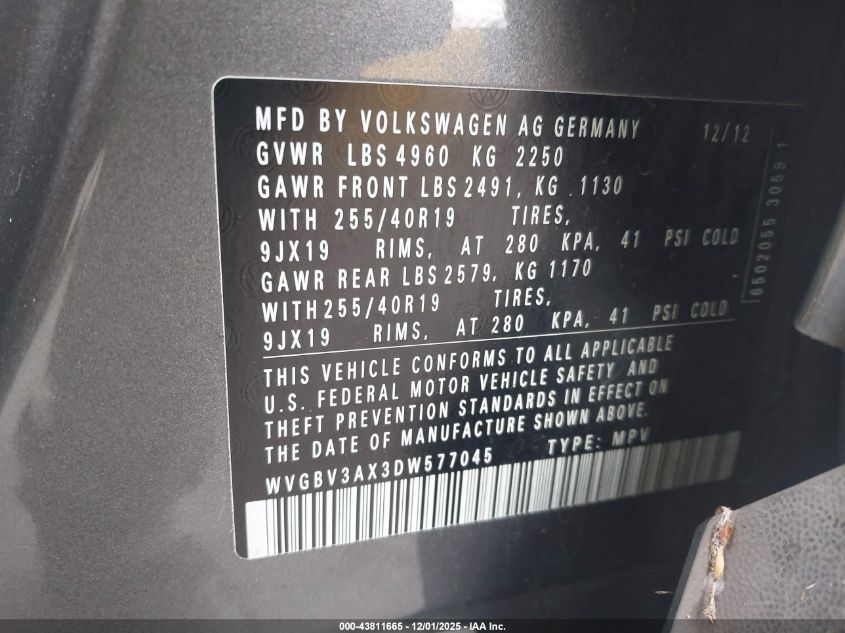 MFD BY VOLKSWAGEN AG GERMANY 12/12
GVWR LBS 4960 KG 2250
GAWR FRONT LBS 2491, KG 1130
WITH 255/40R19 TIRES,
9JX19 RIMS, AT 280 KPA, 41 PSI COLD
GAWR REAR LBS 2579, KG 1170
WITH 255/40R19 TIRES,
9JX19 RIMS, AT 280 KPA, 41 PSI COLD
THIS VEHICLE CONFORMS TO ALL APPLICABLE
U.S. FEDERAL MOTOR VEHICLE SAFETY AND
THEFT PREVENTION STANDARDS IN EFFECT ON
THE DATE OF MANUFACTURE SHOWN ABOVE.
WVGBV3AX3DW577045 TYPE: MPV
6502055 3059 1
000-43811665 - 12/01/2025 - IAA Inc.